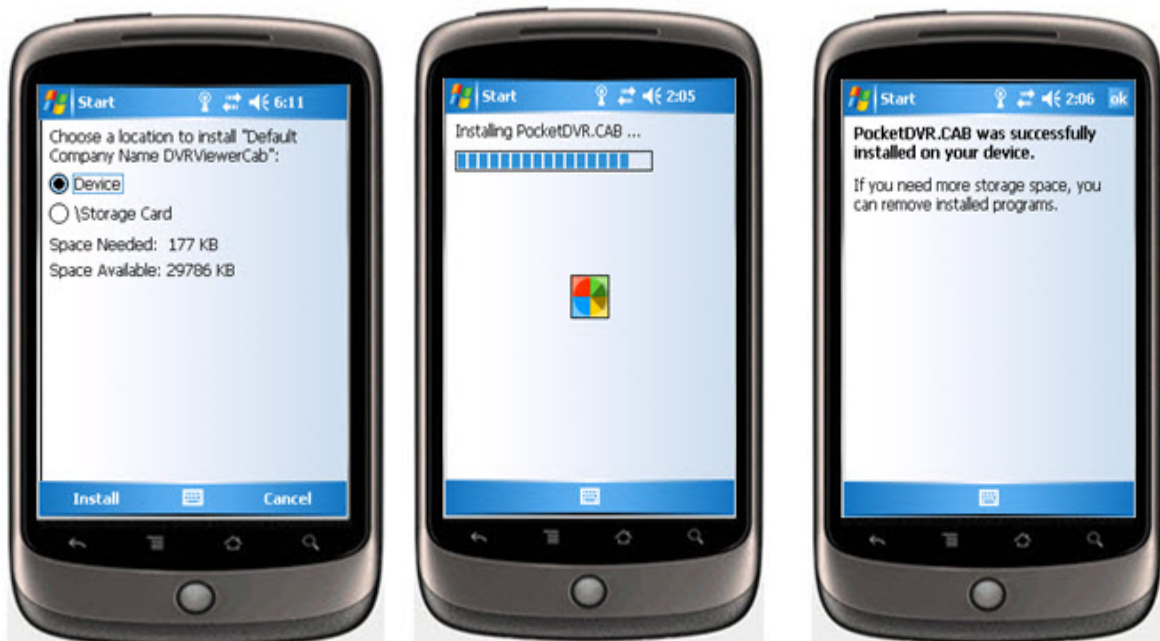 Start 6:11
Choose a location to install "Default
Company Name DVRViewerCab":
Device
\Storage Card
Space Needed: 177 KB
Space Available: 29786 KB
Install Cancel
Start 2:05
Installing PocketDVR.CAB ...
Start 2:06 ok
PocketDVR.CAB was successfully
installed on your device.
If you need more storage space, you
can remove installed programs.